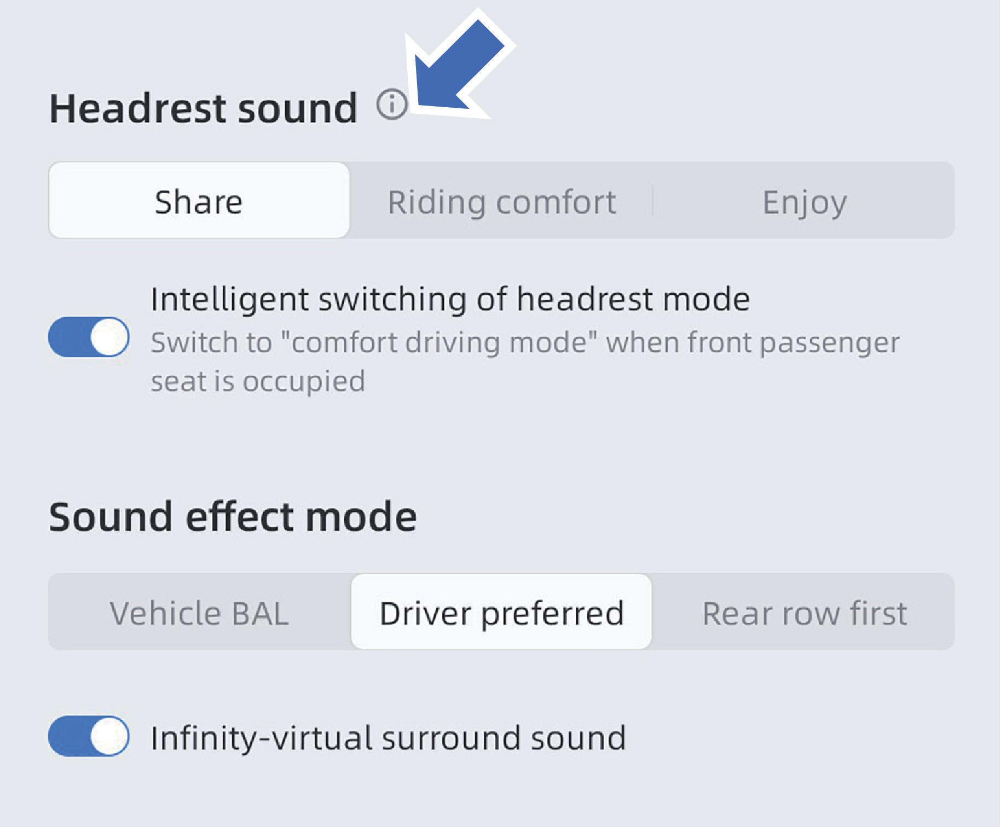 Headrest sound
Share
Riding comfort
Enjoy
Intelligent switching of headrest mode
Switch to "comfort driving mode" when front passenger
seat is occupied
Sound effect mode
Vehicle BAL
Driver preferred
Rear row first
Infinity-virtual surround sound